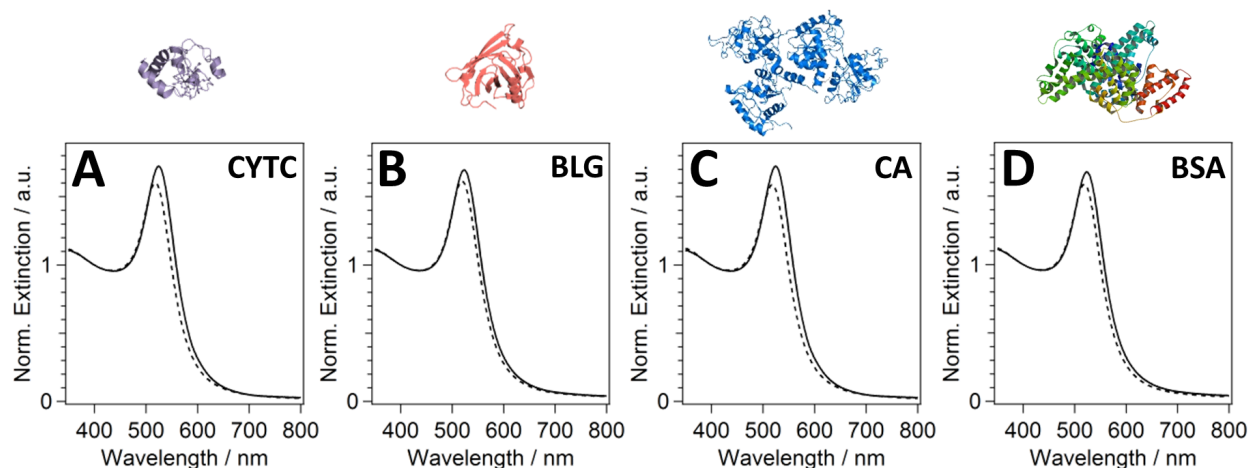 A CYTC
Norm. Extinction / a.u.
1
0
400 500 600 700 800
Wavelength / nm
B BLG
Norm. Extinction / a.u.
1
0
400 500 600 700 800
Wavelength / nm
C CA
Norm. Extinction / a.u.
1
0
400 500 600 700 800
Wavelength / nm
D BSA
Norm. Extinction / a.u.
1
0
400 500 600 700 800
Wavelength / nm